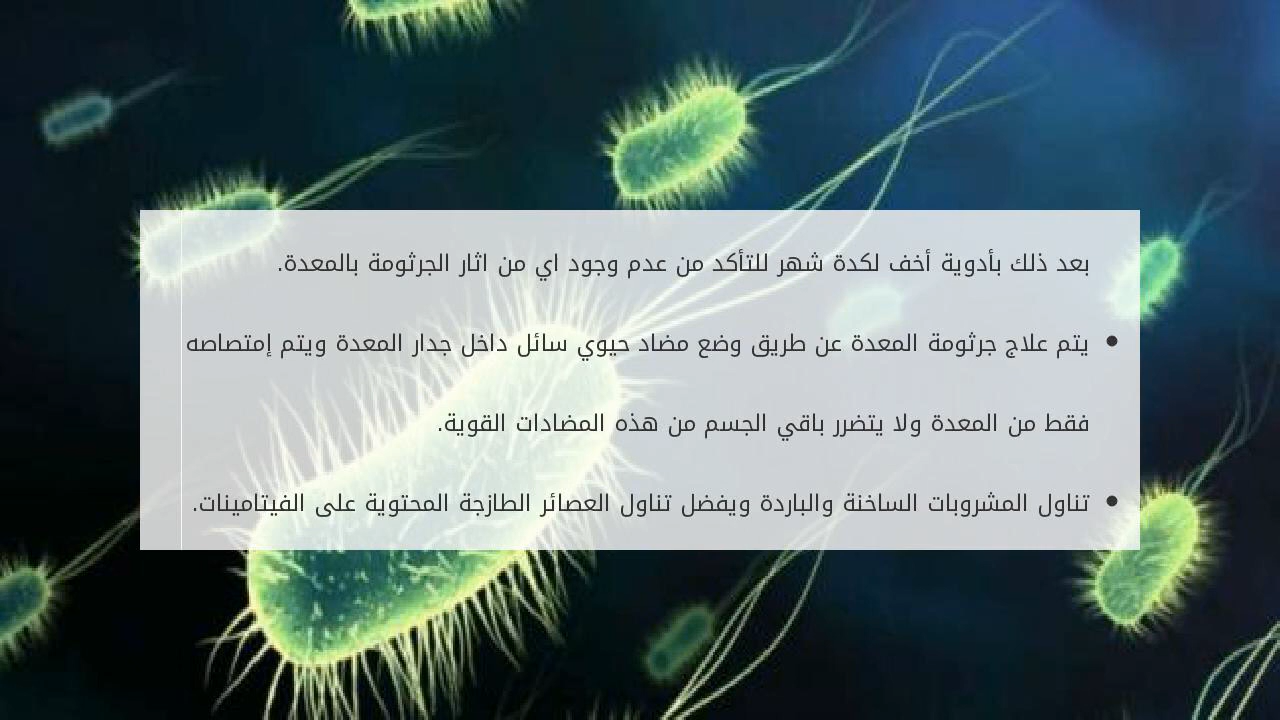 بعد ذلك بأدوية أخف لكدة شهر للتأكد من عدم وجود اي من اثار الجرثومة بالمعدة.
• يتم علاج جرثومة المعدة عن طريق وضع مضاد حيوي سائل داخل جدار المعدة ويتم إمتصاصه
فقط من المعدة ولا يتضرر باقي الجسم من هذه المضادات القوية.
• تناول المشروبات الساخنة والباردة ويفضل تناول العصائر الطازجة المحتوية على الفيتامينات.